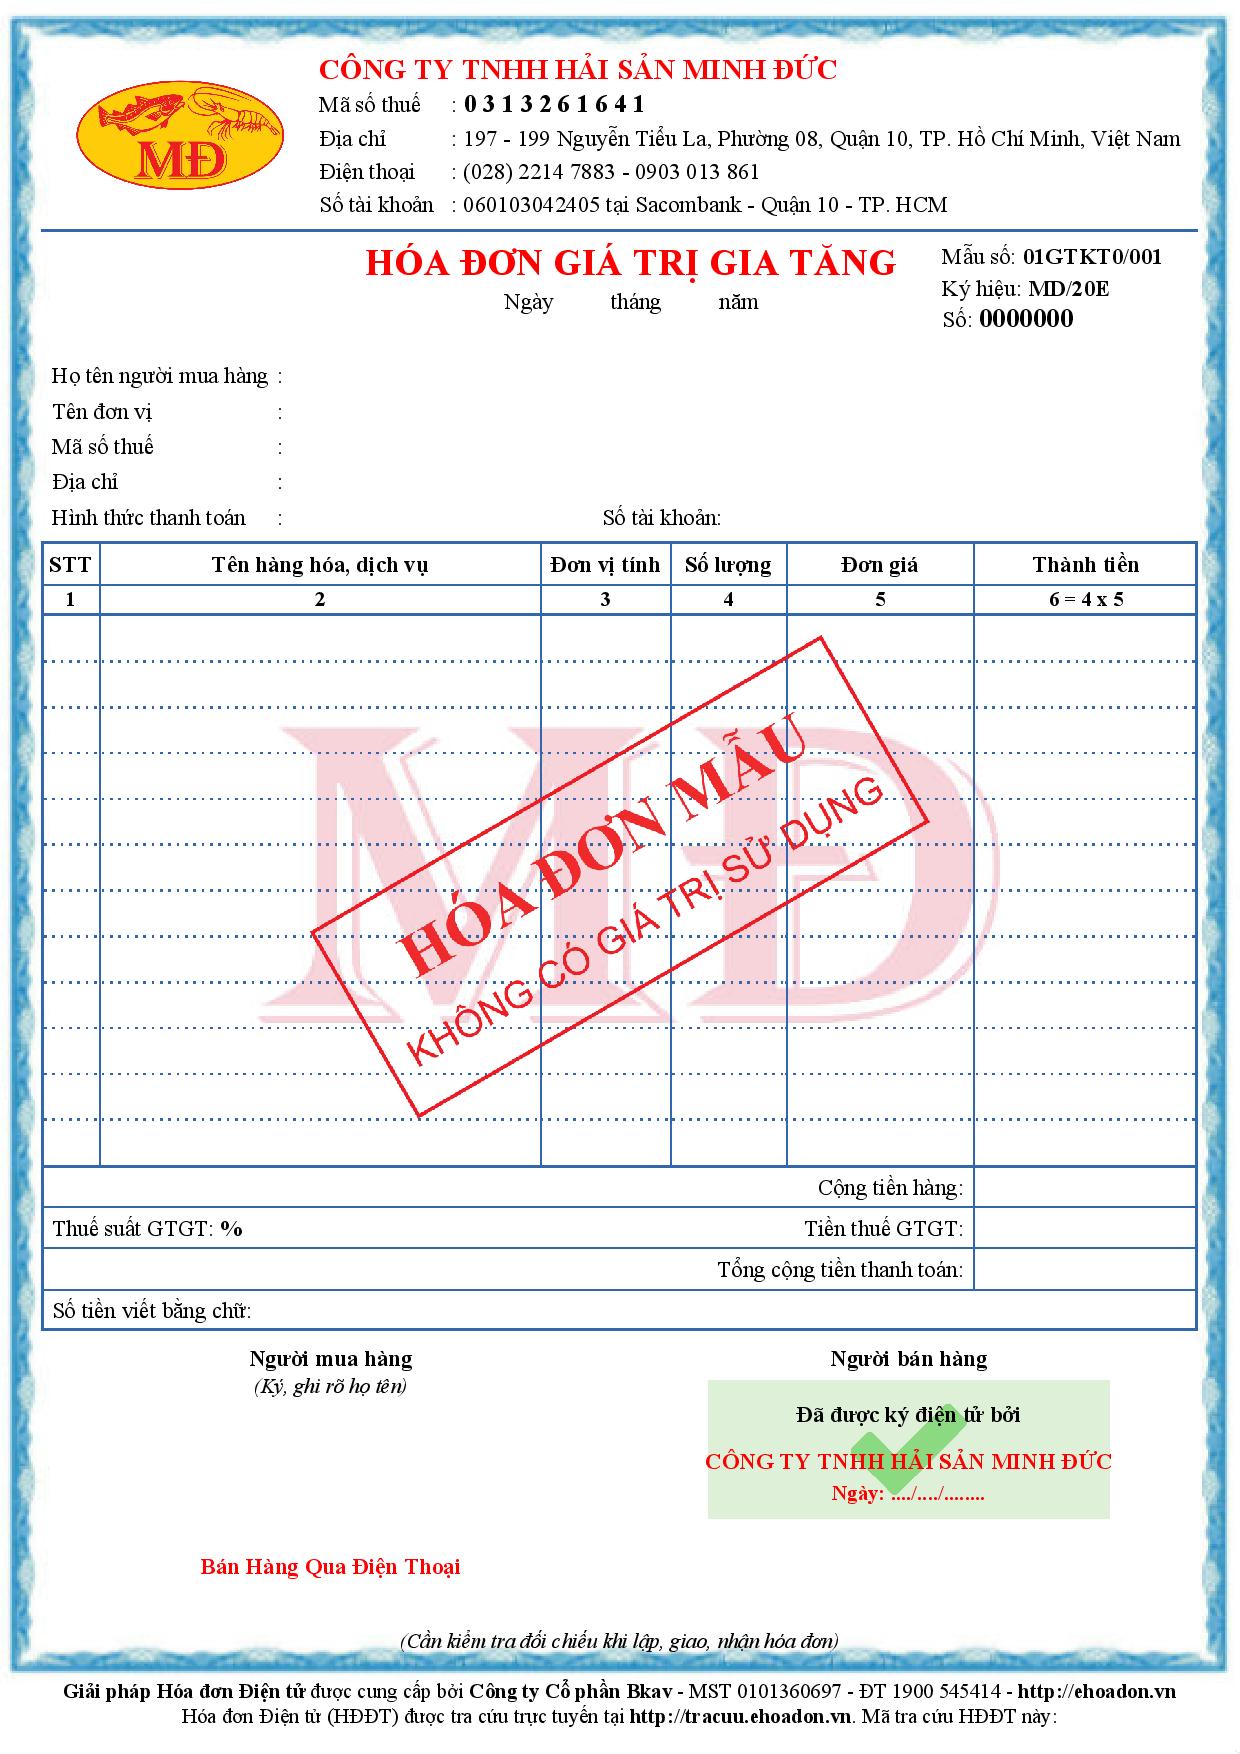 MĐ
CÔNG TY TNHH HẢI SẢN MINH ĐỨC
Mã số thuế : 0 3 1 3 2 6 1 6 4 1
Địa chỉ : 197 - 199 Nguyễn Tiểu La, Phường 08, Quận 10, TP. Hồ Chí Minh, Việt Nam
Điện thoại : (028) 2214 7883 - 0903 013 861
Số tài khoản : 060103042405 tại Sacombank - Quận 10 - TP. HCM
HÓA ĐƠN GIÁ TRỊ GIA TĂNG
Ngày tháng năm
Mẫu số: 01GTKT0/001
Ký hiệu: MD/20E
Số: 0000000
Họ tên người mua hàng :
Tên đơn vị :
Mã số thuế :
Địa chỉ :
Hình thức thanh toán : Số tài khoản:
STT Tên hàng hóa, dịch vụ Đơn vị tính Số lượng Đơn giá Thành tiền
1 2 3 4 5 6 = 4 x 5
MĐ
HÓA ĐƠN MẪU
KHÔNG CÓ GIÁ TRỊ SỬ DỤNG
Cộng tiền hàng:
Thuế suất GTGT: % Tiền thuế GTGT:
Tổng cộng tiền thanh toán:
Số tiền viết bằng chữ:
Người mua hàng Người bán hàng
(Ký, ghi rõ họ tên)
Đã được ký điện tử bởi
CÔNG TY TNHH HẢI SẢN MINH ĐỨC
Ngày: ..../..../........
Bán Hàng Qua Điện Thoại
(Cần kiểm tra đối chiếu khi lập, giao, nhận hóa đơn)
Giải pháp Hóa đơn Điện tử được cung cấp bởi Công ty Cổ phần Bkav - MST 0101360697 - ĐT 1900 545414 - http://ehoadon.vn
Hóa đơn Điện tử (HĐĐT) được tra cứu trực tuyến tại http://tracuu.ehoadon.vn. Mã tra cứu HĐĐT này: